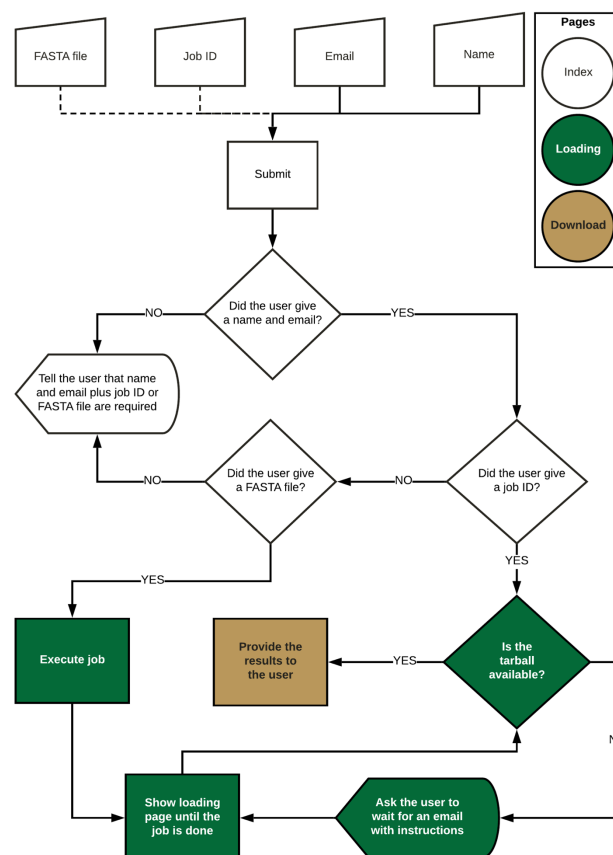 FASTA file
Job ID
Email
Name
Pages
Index
Loading
Download
Submit
Did the user give
a name and email?
NO
YES
Tell the user that name
and email plus job ID or
FASTA file are required
Did the user give
a FASTA file?
NO
NO
Did the user give
a job ID?
YES
YES
Execute job
Provide the
results to
the user
YES
Is the
tarball
available?
Show loading
page until the
job is done
Ask the user to
wait for an email
with instructions